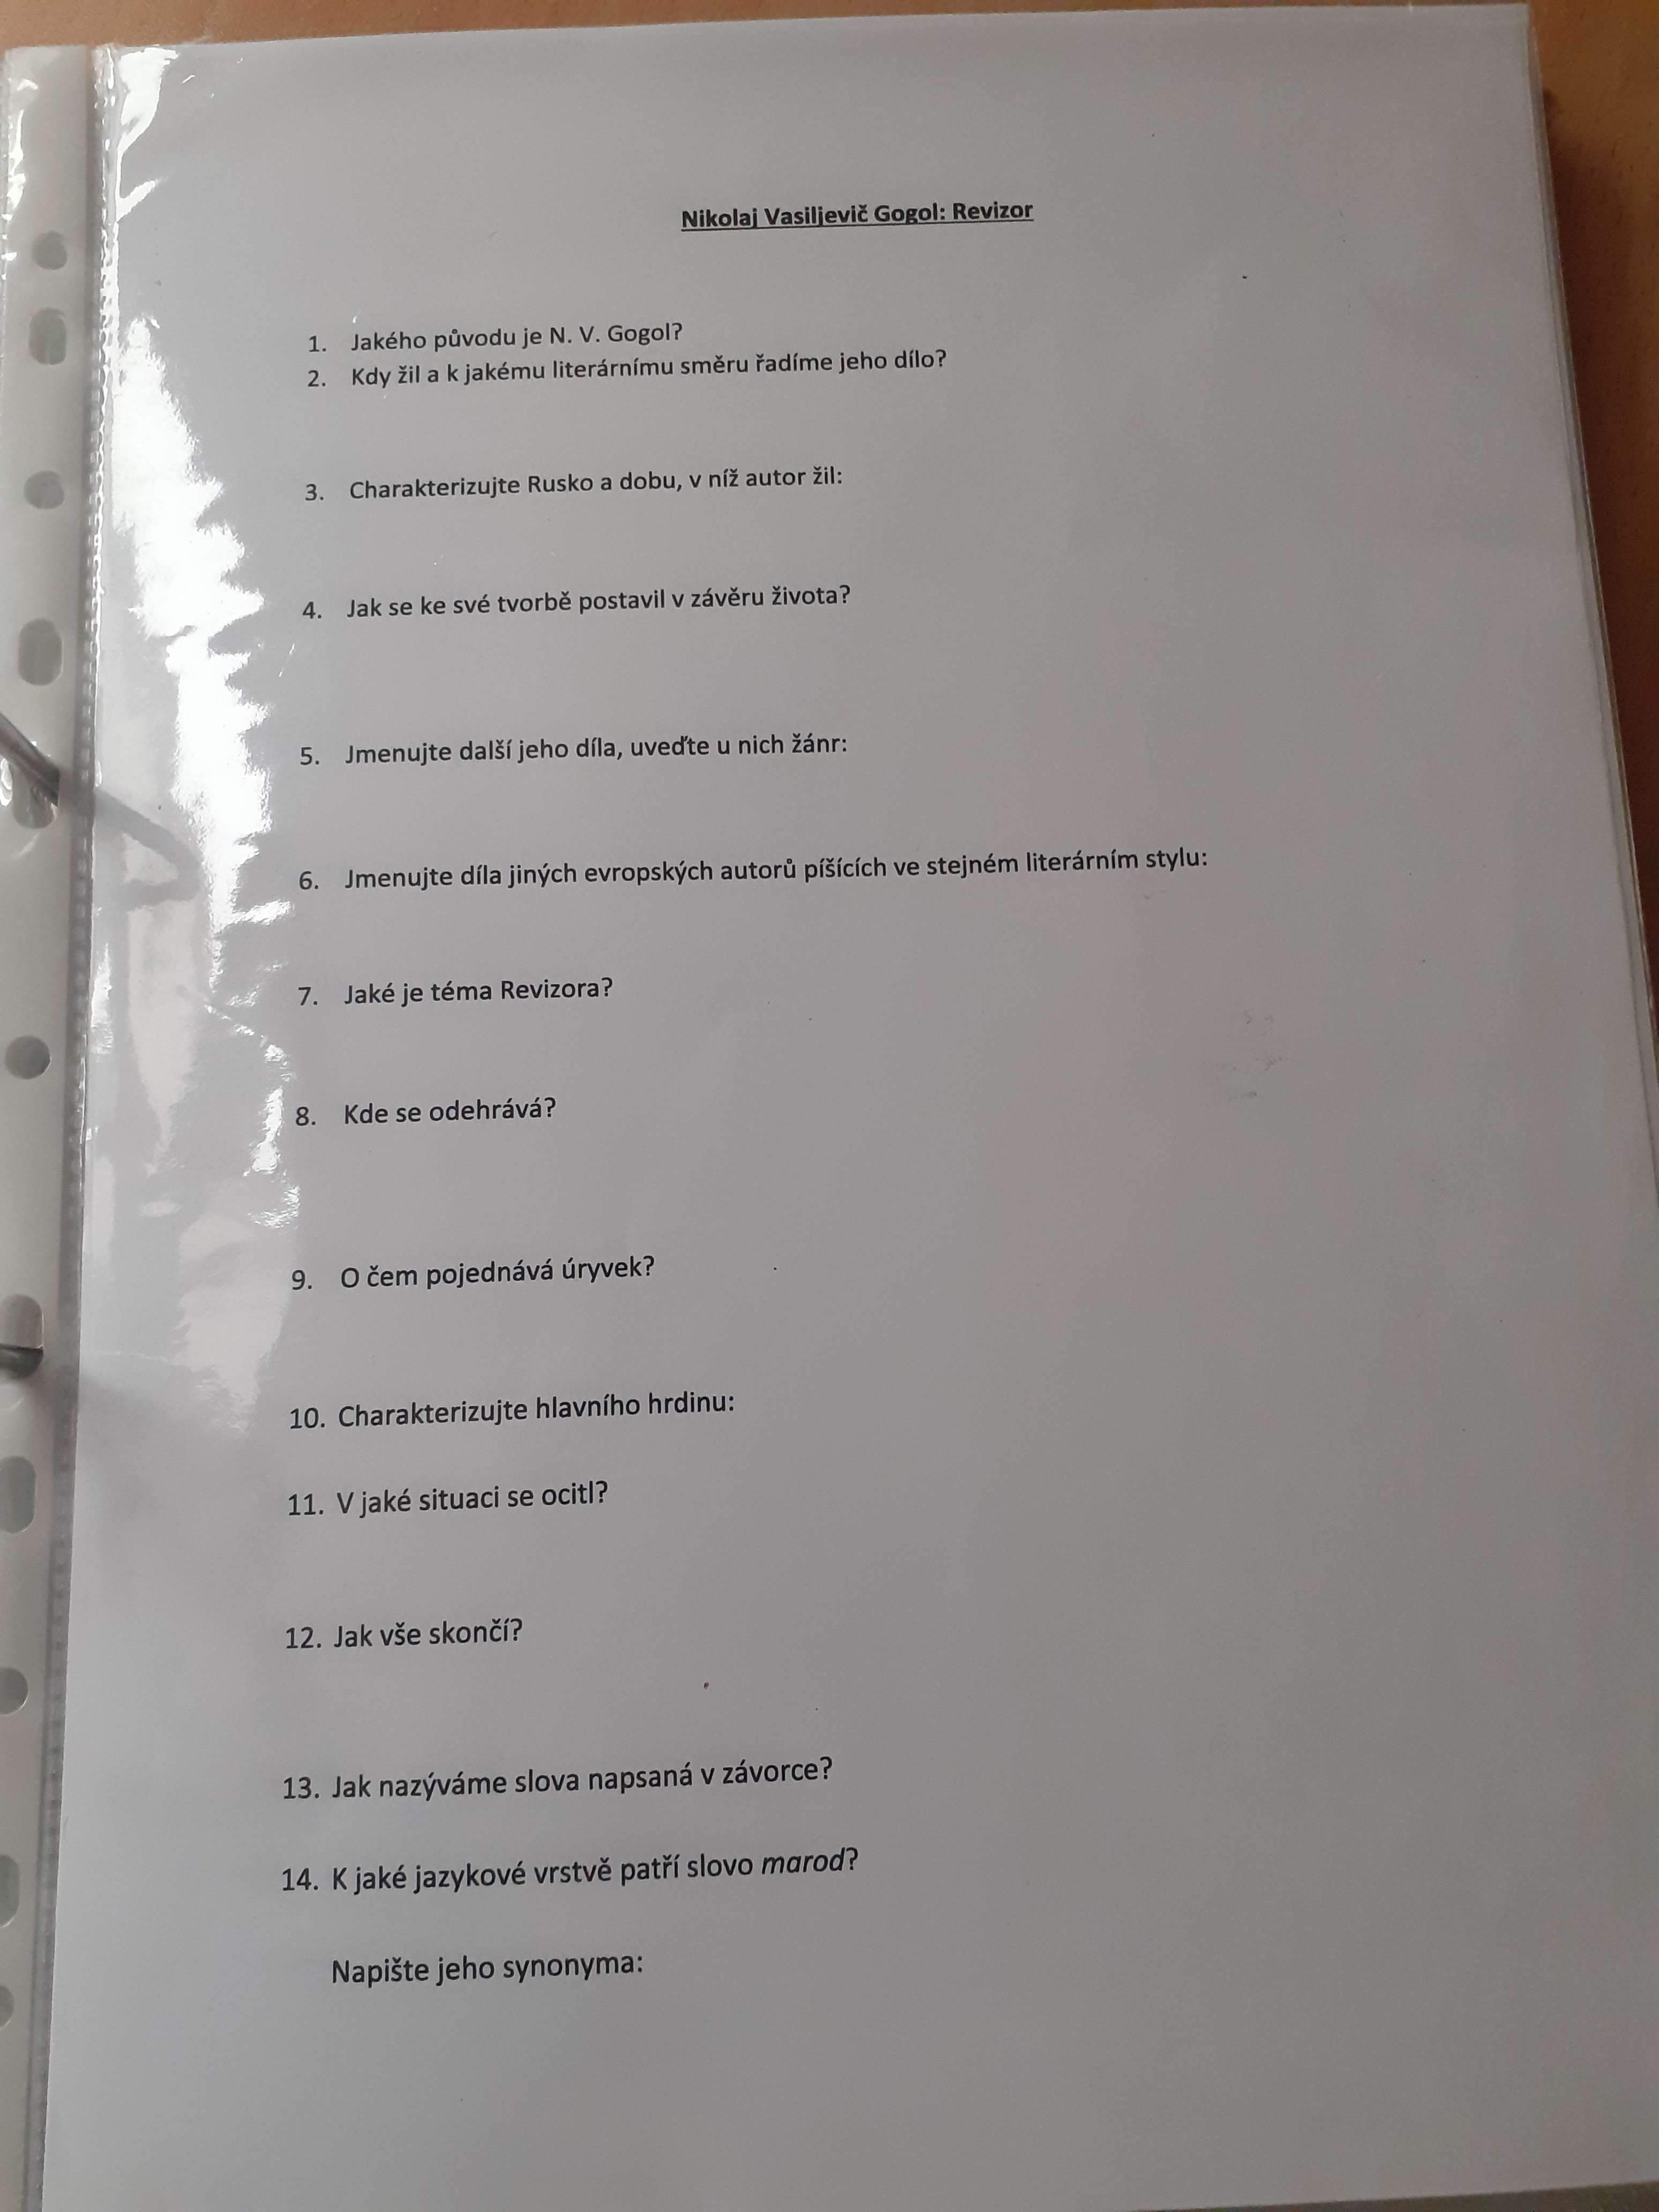 Nikolaj Vasiljevič Gogol: Revizor
1. Jakého původu je N. V. Gogol?
2. Kdy žil a k jakému literárnímu směru řadíme jeho dílo?
3. Charakterizujte Rusko a dobu, v níž autor žil:
4. Jak se ke své tvorbě postavil v závěru života?
5. Jmenujte další jeho díla, uveďte u nich žánr:
6. Jmenujte díla jiných evropských autorů píšících ve stejném literárním stylu:
7. Jaké je téma Revizora?
8. Kde se odehrává?
9. O čem pojednává úryvek?
10. Charakterizujte hlavního hrdinu:
11. V jaké situaci se ocitl?
12. Jak vše skončí?
13. Jak nazýváme slova napsaná v závorce?
14. K jaké jazykové vrstvě patří slovo marod?
Napište jeho synonyma: